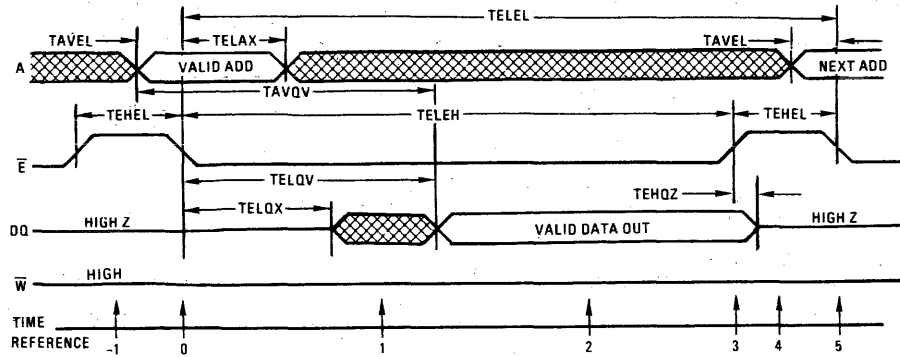 TELEL
TAVEL TELAX TAVEL
A VALID ADD NEXT ADD
TAVQV
TEHEL TELEH TEHEL
E
TELQV
TELQX TEHQZ
DQ HIGH Z VALID DATA OUT HIGH Z
W HIGH
TIME REFERENCE
-1 0 1 2 3 4 5